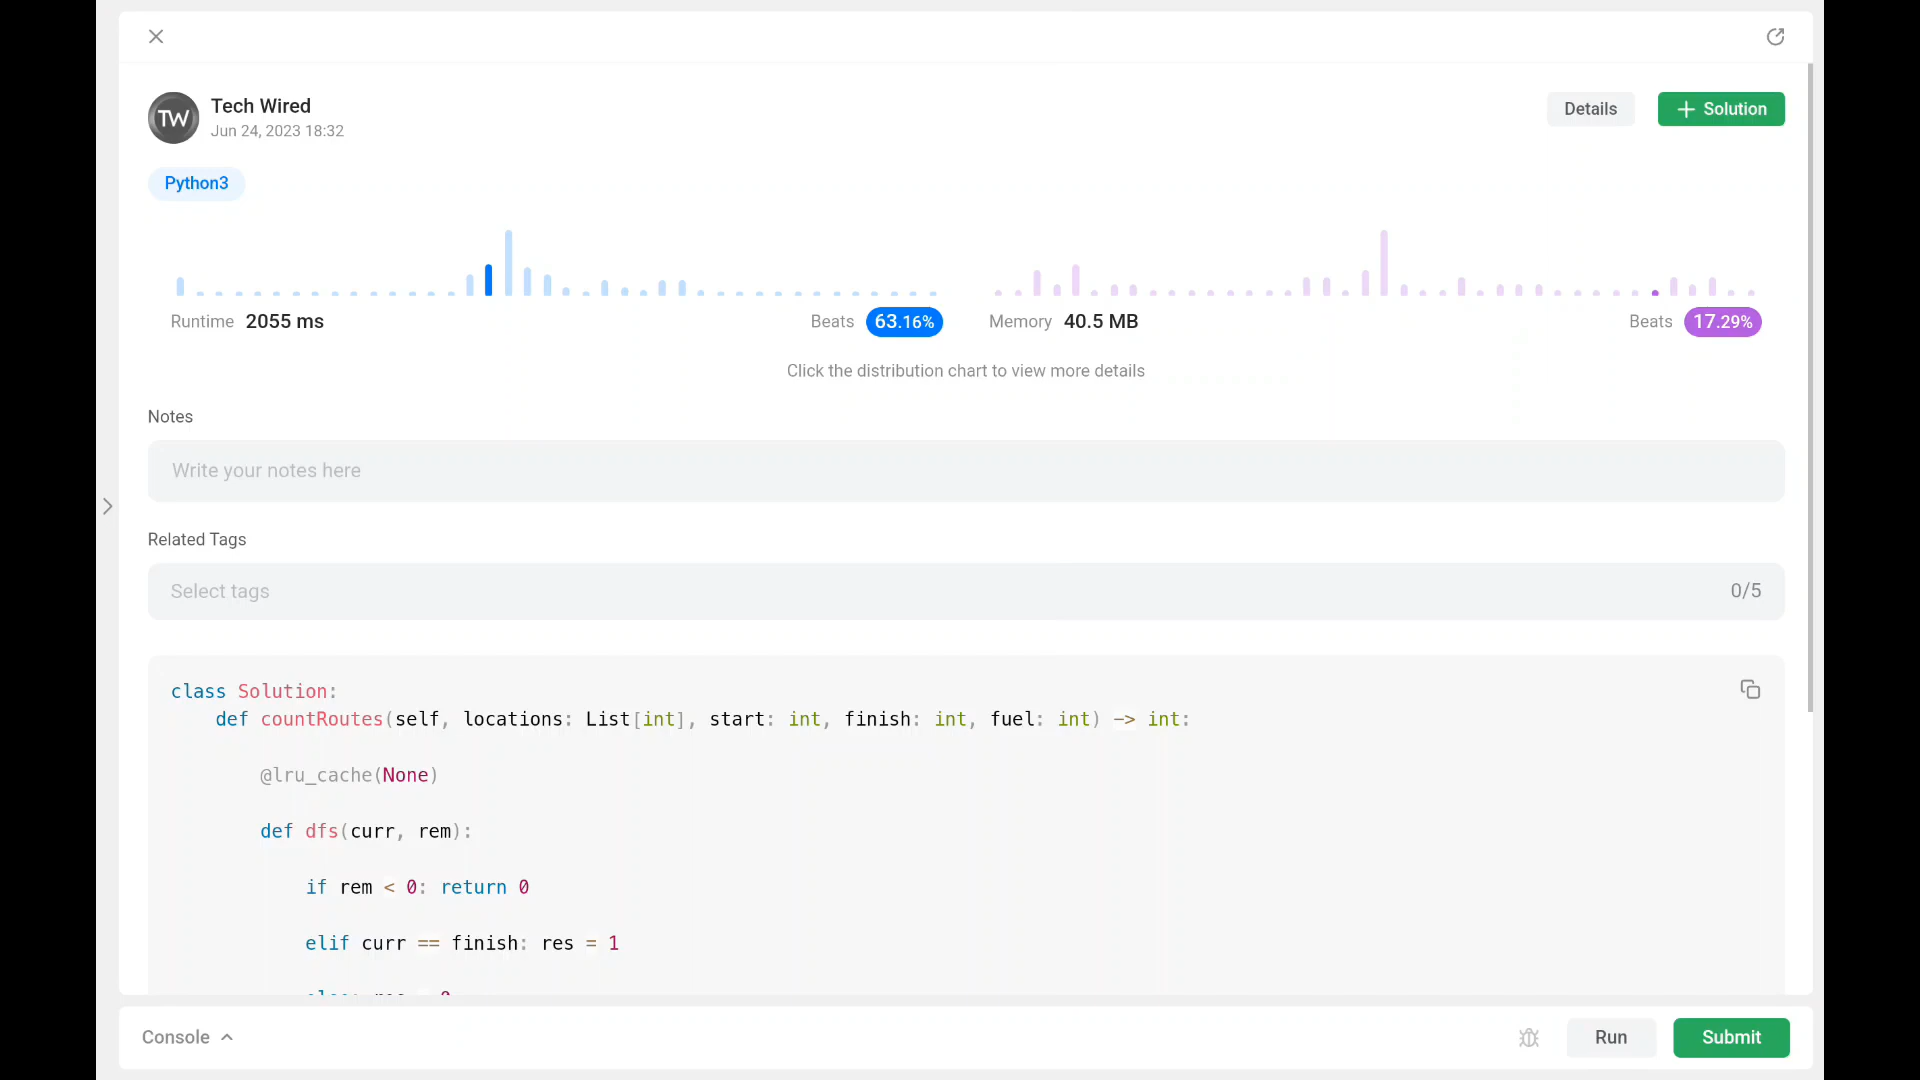 TW
Tech Wired
Jun 24, 2023 18:32
Details
Solution
Python3
Runtime 2055 ms
Beats 63.16%
Memory 40.5 MB
Beats 17.29%
Click the distribution chart to view more details
Notes
Write your notes here
Related Tags
Select tags
0/5
class Solution:
def countRoutes(self, locations: List[int], start: int, finish: int, fuel: int) -> int:
@lru_cache(None)
def dfs(curr, rem):
if rem < 0: return 0
elif curr == finish: res = 1
Console
Run
Submit